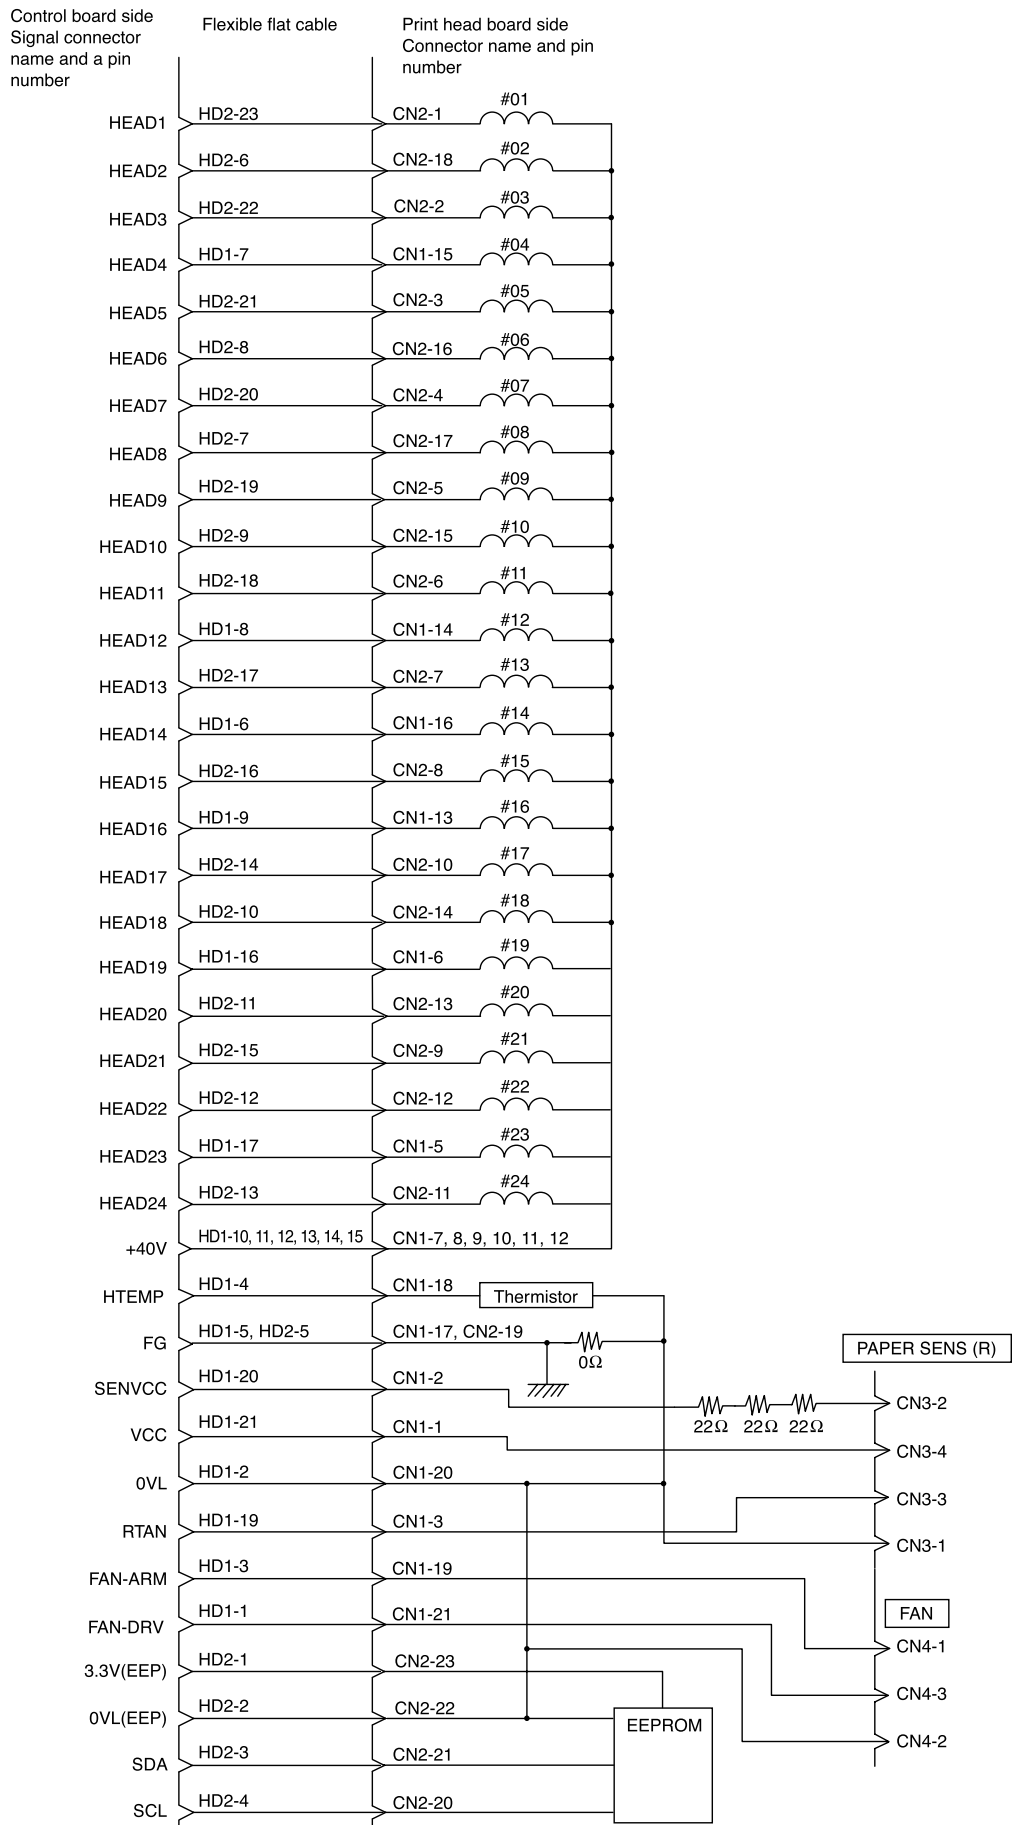 Control board side
Signal connector
name and a pin
number
Flexible flat cable
Print head board side
Connector name and pin
number
HEAD1 HD2-23 CN2-1 #01
HEAD2 HD2-6 CN2-18 #02
HEAD3 HD2-22 CN2-2 #03
HEAD4 HD1-7 CN1-15 #04
HEAD5 HD2-21 CN2-3 #05
HEAD6 HD2-8 CN2-16 #06
HEAD7 HD2-20 CN2-4 #07
HEAD8 HD2-7 CN2-17 #08
HEAD9 HD2-19 CN2-5 #09
HEAD10 HD2-9 CN2-15 #10
HEAD11 HD2-18 CN2-6 #11
HEAD12 HD1-8 CN1-14 #12
HEAD13 HD2-17 CN2-7 #13
HEAD14 HD1-6 CN1-16 #14
HEAD15 HD2-16 CN2-8 #15
HEAD16 HD1-9 CN1-13 #16
HEAD17 HD2-14 CN2-10 #17
HEAD18 HD2-10 CN2-14 #18
HEAD19 HD1-16 CN1-6 #19
HEAD20 HD2-11 CN2-13 #20
HEAD21 HD2-15 CN2-9 #21
HEAD22 HD2-12 CN2-12 #22
HEAD23 HD1-17 CN1-5 #23
HEAD24 HD2-13 CN2-11 #24
+40V HD1-10, 11, 12, 13, 14, 15 CN1-7, 8, 9, 10, 11, 12
HTEMP HD1-4 CN1-18 Thermistor
FG HD1-5, HD2-5 CN1-17, CN2-19 0Ω
PAPER SENS (R)
SENVCC HD1-20 CN1-2 22Ω 22Ω 22Ω CN3-2
VCC HD1-21 CN1-1 CN3-4
0VL HD1-2 CN1-20 CN3-3
RTAN HD1-19 CN1-3 CN3-1
FAN-ARM HD1-3 CN1-19
FAN
FAN-DRV HD1-1 CN1-21 CN4-1
3.3V(EEP) HD2-1 CN2-23 CN4-3
0VL(EEP) HD2-2 CN2-22 EEPROM CN4-2
SDA HD2-3 CN2-21
SCL HD2-4 CN2-20